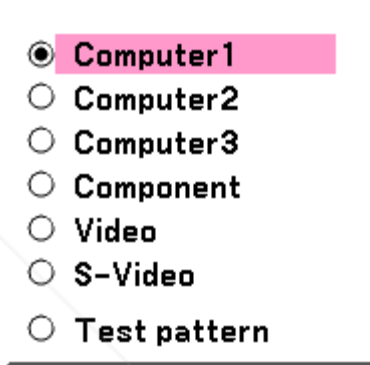 Computer1
Computer2
Computer3
Component
Video
S-Video
Test pattern